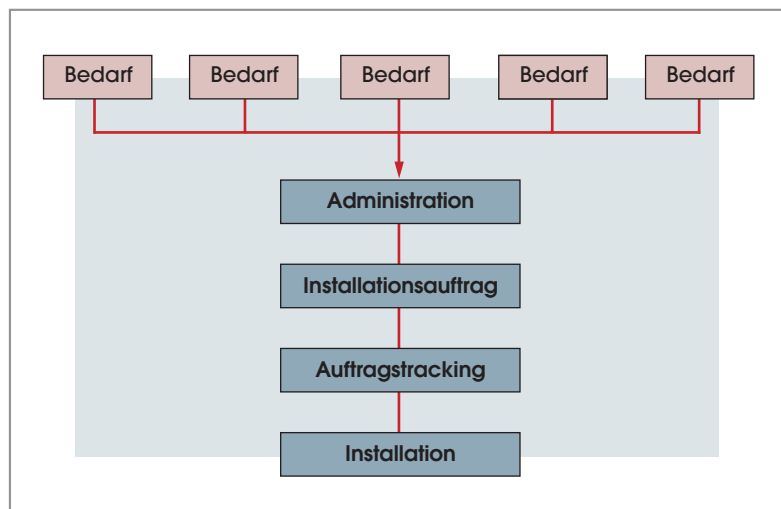 Bedarf
Bedarf
Bedarf
Bedarf
Bedarf
Administration
Installationsauftrag
Auftragstracking
Installation